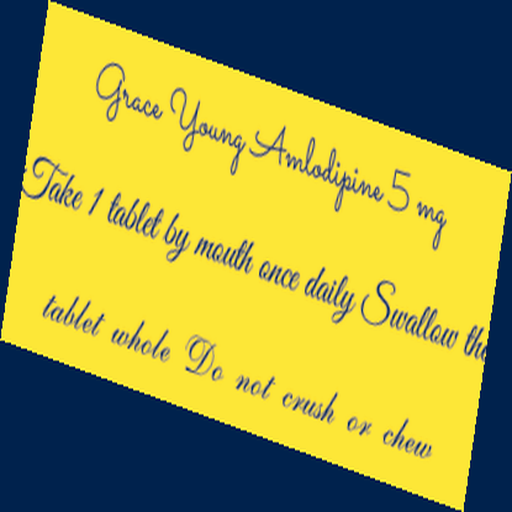 Grace Young Amlodipine 5 mg
Take 1 tablet by mouth once daily Swallow the
tablet whole Do not crush or chew